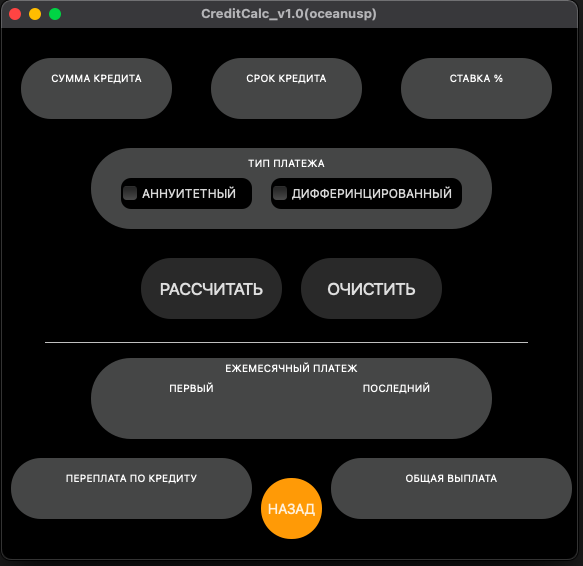 CreditCalc_v1.0(oceanusp)
СУММА КРЕДИТА
СРОК КРЕДИТА
СТАВКА %
ТИП ПЛАТЕЖА
АННУИТЕТНЫЙ
ДИФФЕРИНЦИРОВАННЫЙ
РАССЧИТАТЬ
ОЧИСТИТЬ
ЕЖЕМЕСЯЧНЫЙ ПЛАТЕЖ
ПЕРВЫЙ
ПОСЛЕДНИЙ
ПЕРЕПЛАТА ПО КРЕДИТУ
ОБЩАЯ ВЫПЛАТА
НАЗАД